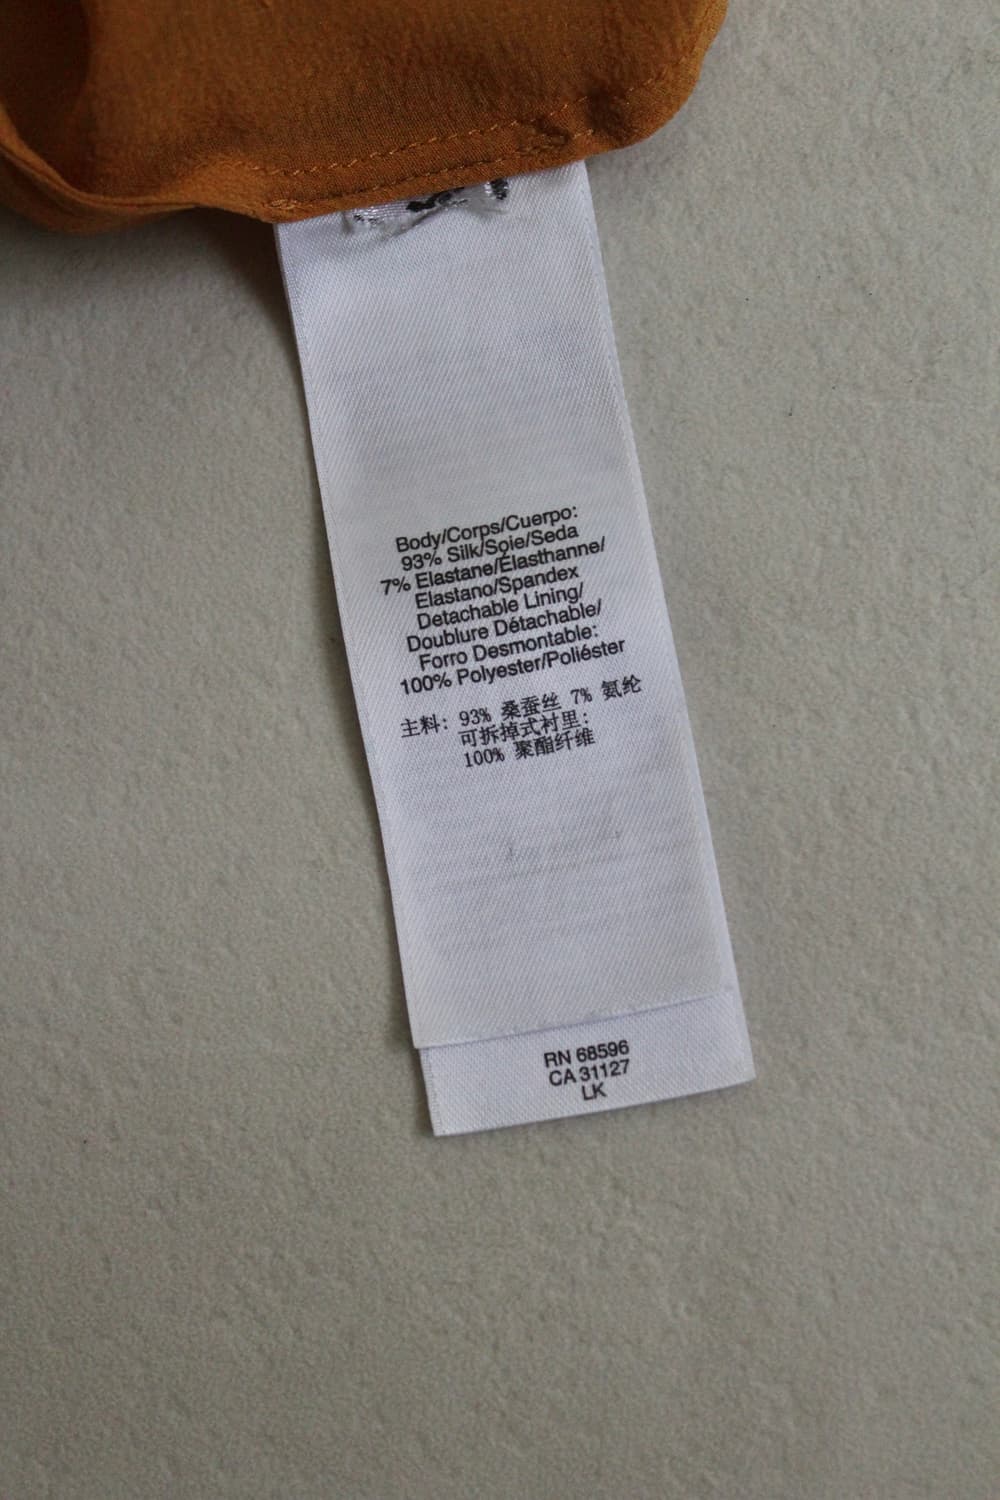 Body/Corps/Cuerpo:
93% Silk/Soie/Seda
7% Elastane/Élasthanne/
Elastano/Spandex
Detachable Lining/
Doublure Détachable/
Forro Desmontable:
100% Polyester/Poliéster
主料: 93% 桑蚕丝 7% 氨纶
可拆掉式衬里:
100% 聚酯纤维
RN 68596
CA 31127
LK